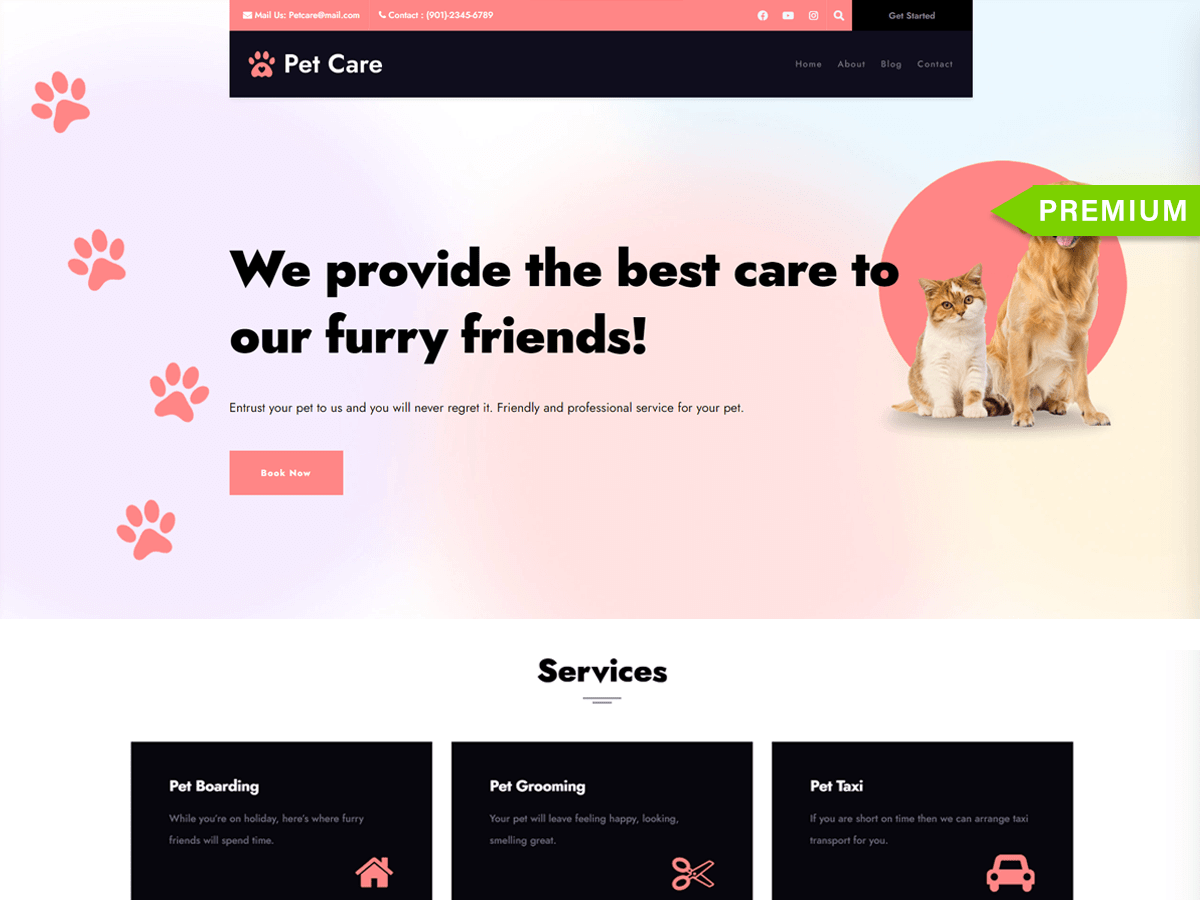 Mail Us: Petcare@mail.com
Contact : (901)-2345-6789
Get Started
Pet Care
Home About Blog Contact
PREMIUM
We provide the best care to
our furry friends!
Entrust your pet to us and you will never regret it. Friendly and professional service for your pet.
Book Now
Services
Pet Boarding
While you're on holiday, here's where furry
friends will spend time.
Pet Grooming
Your pet will leave feeling happy, looking,
smelling great.
Pet Taxi
If you are short on time then we can arrange taxi
transport for you.